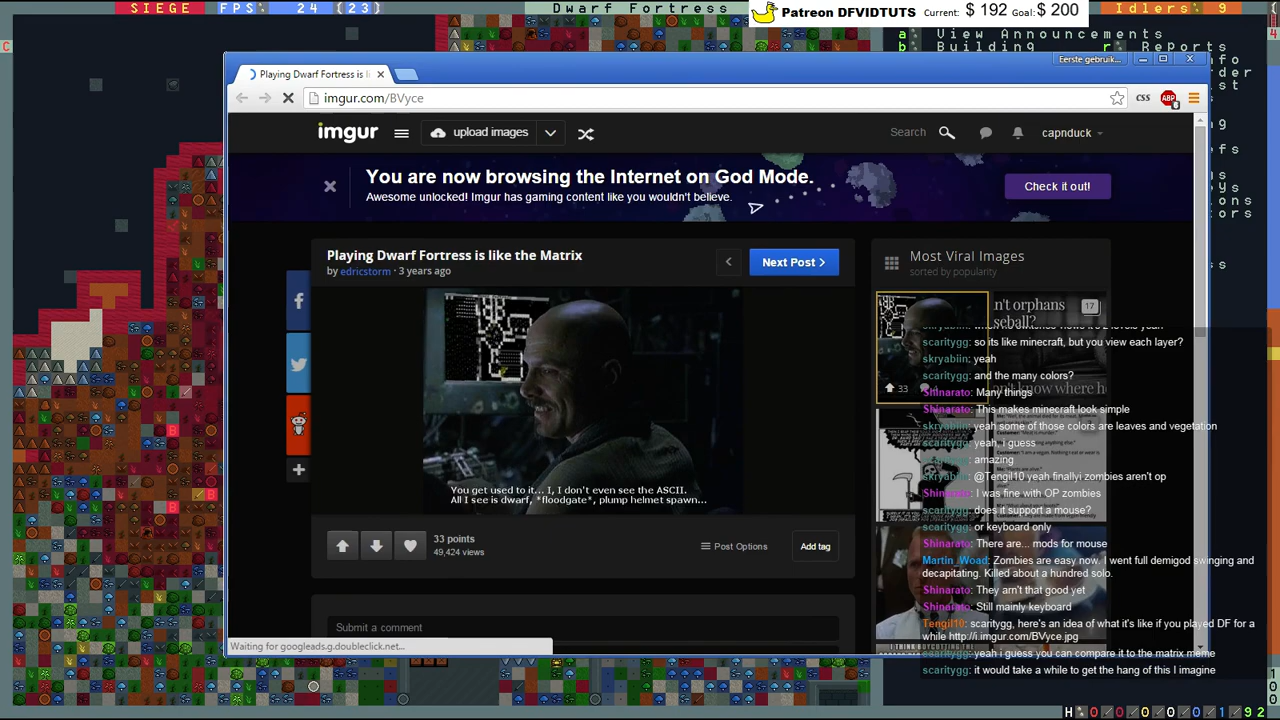 SIEGE FPS: 24 (23) Dwarf Fortress
Patreon DFVIDTUTS Current: $ 192 Goal: $ 200
Idlers: 9
a: View Announcements
b: Building r: Reports
C
Playing Dwarf Fortress is l
Eerste gebruik...
imgur.com/BVyce
CSS
ABP
imgur
upload images
Search
capnduck
You are now browsing the Internet on God Mode.
Awesome unlocked! Imgur has gaming content like you wouldn't believe.
Check it out!
Playing Dwarf Fortress is like the Matrix
by edricstorm · 3 years ago
Next Post >
Most Viral Images
sorted by popularity
You get used to it... I, I don't even see the ASCII.
All I see is dwarf, *floodgate*, plump helmet spawn...
33 points
49,424 views
Post Options
Add tag
Submit a comment
Waiting for googleads.g.doubleclick.net...
n't orphans
seball?
17
33
scaritygg: so its like minecraft, but you view each layer?
skryabiin: yeah
scaritygg: and the many colors?
Shinarato: Many things
Shinarato: This makes minecraft look simple
skryabiin: yeah some of those colors are leaves and vegetation
scaritygg: yeah, i guess
amazing
skryabiin: @Tengil10 yeah finallyi zombies aren't op
Shinarato: I was fine with OP zombies
scaritygg: does it support a mouse?
scaritygg: or keyboard only
Shinarato: There are... mods for mouse
Martin_Woad: Zombies are easy now. I went full demigod swinging and
decapitating. Killed about a hundred solo.
Shinarato: They arn't that good yet
Shinarato: Still mainly keyboard
Tengil10: scaritygg, here's an idea of what it's like if you played DF for a
while http://i.imgur.com/BVyce.jpg
scaritygg: yeah i guess you can compare it to the matrix meme
scaritygg: it would take a while to get the hang of this I imagine